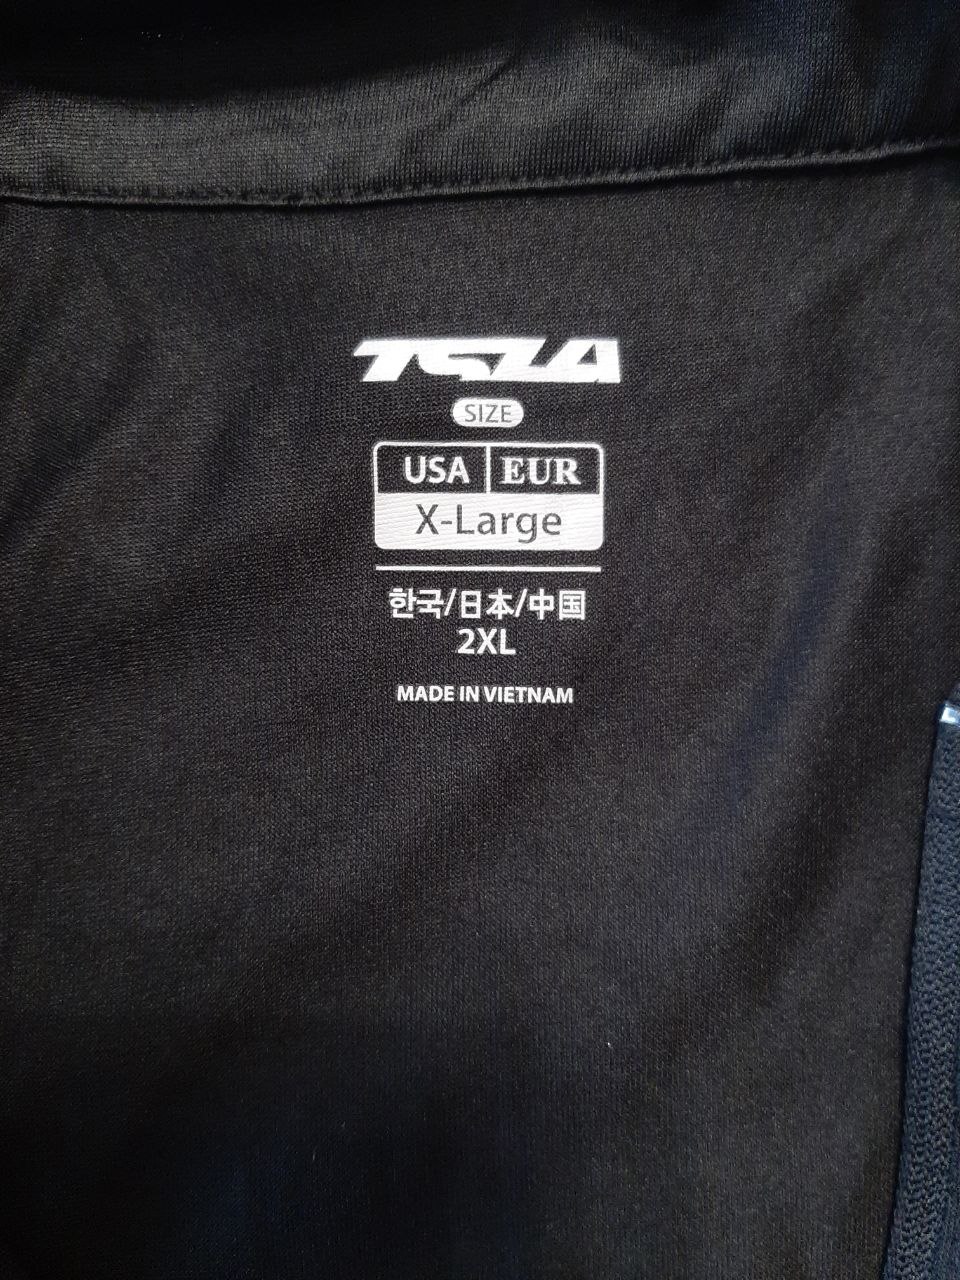 TSLA
SIZE
USA | EUR
X-Large
한국/日本/中国
2XL
MADE IN VIETNAM